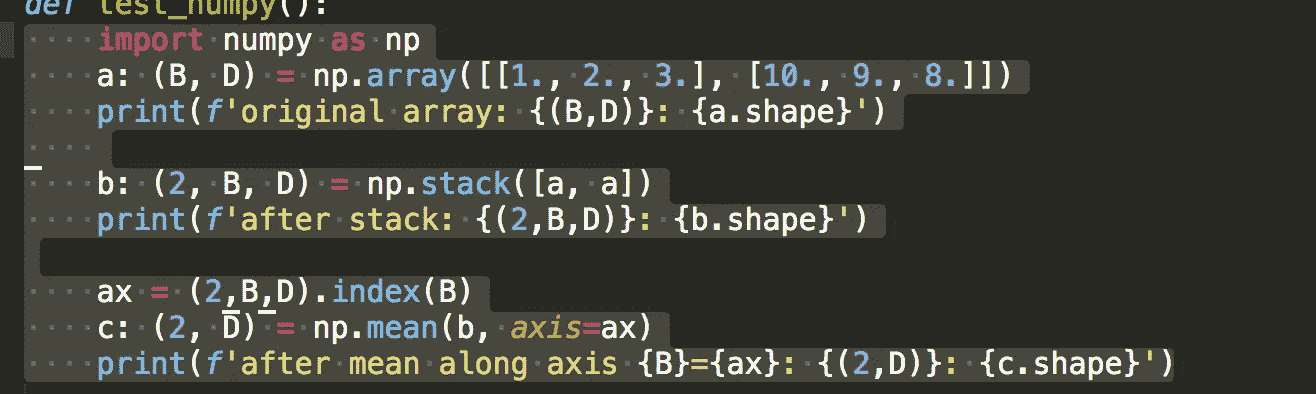 def test_numpy():
    import numpy as np
    a: (B, D) = np.array([[1., 2., 3.], [10., 9., 8.]])
    print(f'original array: {(B,D)}: {a.shape}')
    b: (2, B, D) = np.stack([a, a])
    print(f'after stack: {(2,B,D)}: {b.shape}')
    ax = (2,B,D).index(B)
    c: (2, D) = np.mean(b, axis=ax)
    print(f'after mean along axis {B}={ax}: {(2,D)}: {c.shape}')